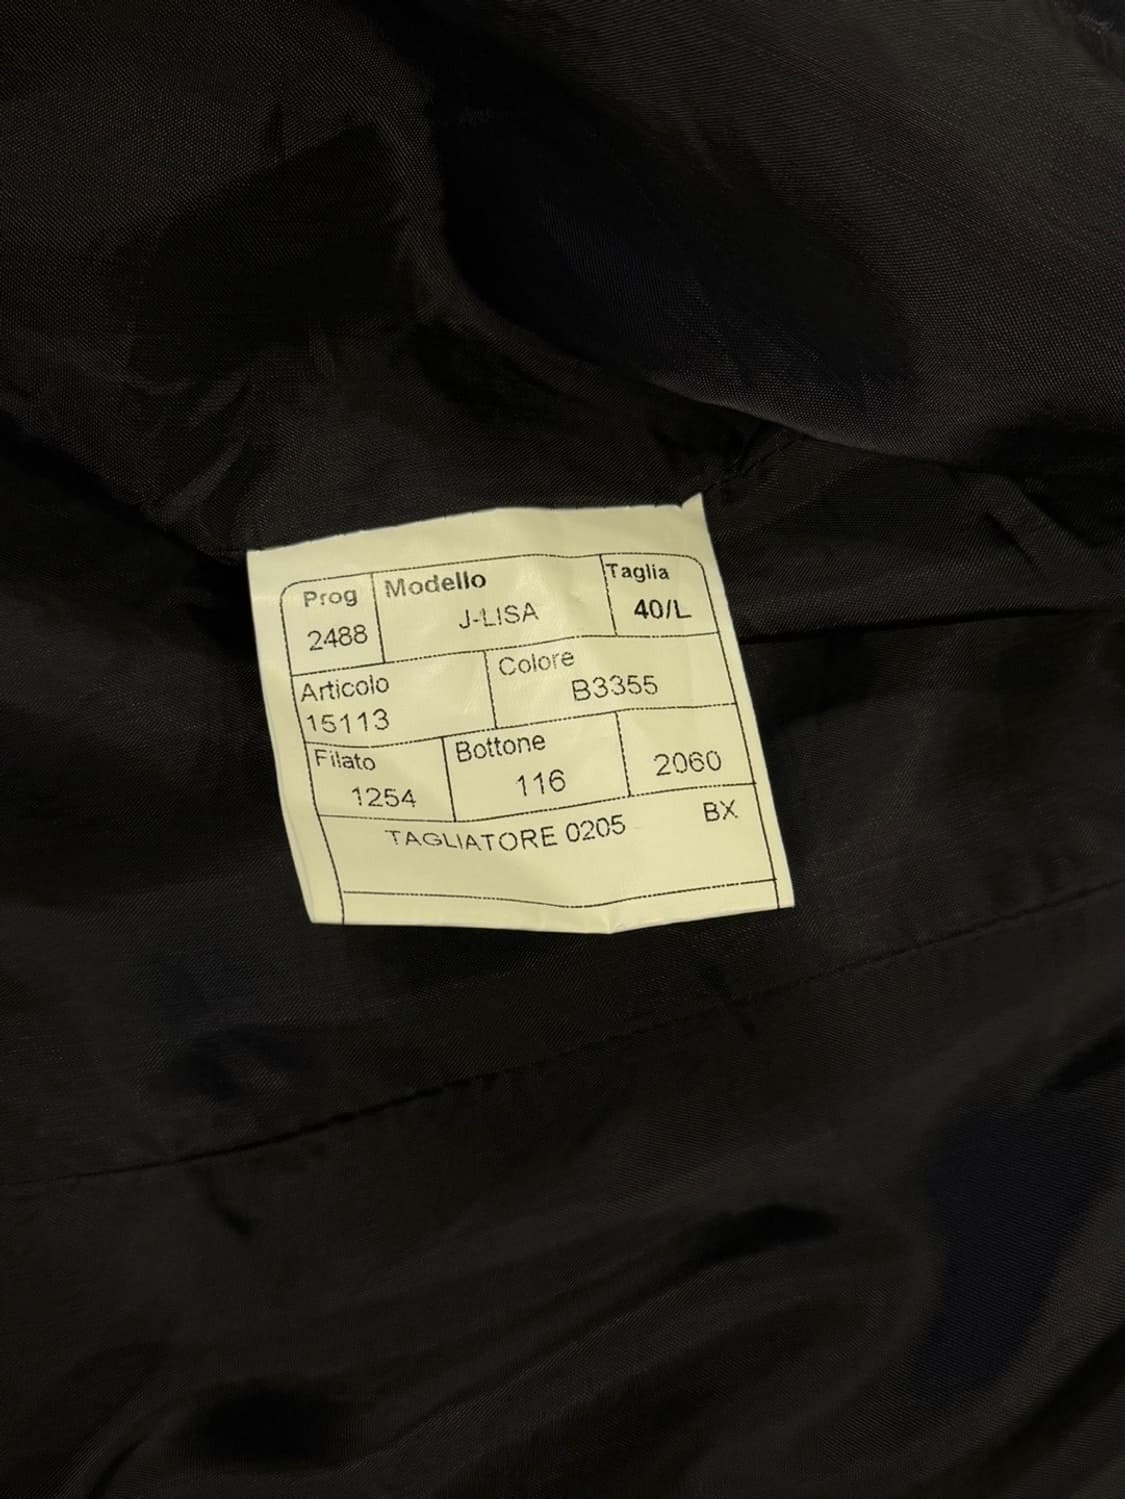 Prog Modello Taglia
2488 J-LISA 40/L
Articolo Colore
15113 B3355
Filato Bottone
1254 116 2060
TAGLIATORE 0205 BX